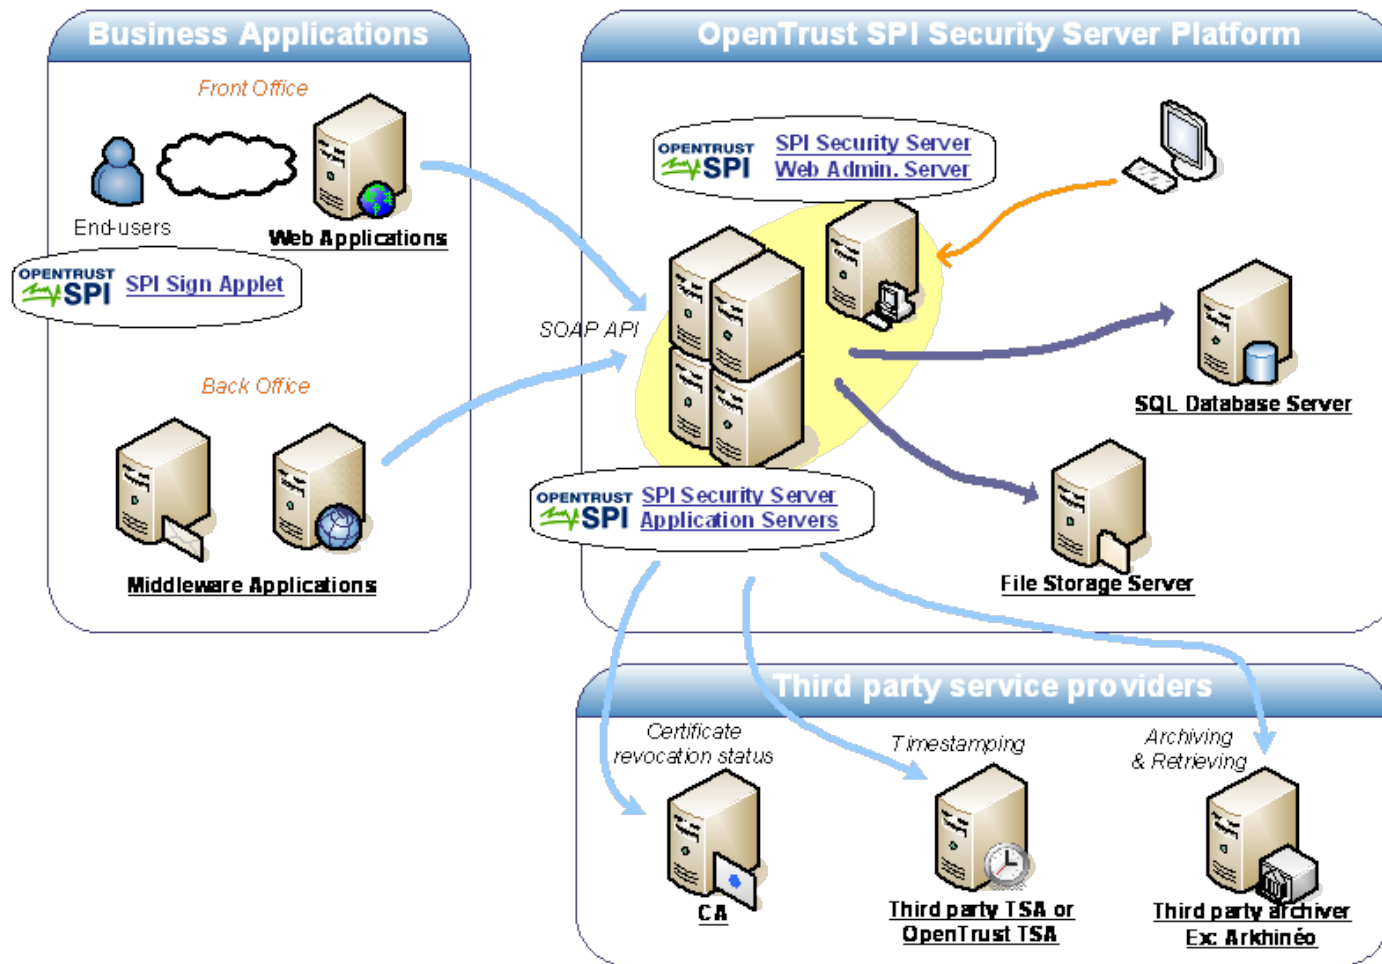 Business Applications
Front Office
End-users
Web Applications
OPENTRUST
SPI
SPI Sign Applet
Back Office
Middleware Applications
SOAP API
OpenTrust SPI Security Server Platform
OPENTRUST
SPI
SPI Security Server
Web Admin. Server
SQL Database Server
File Storage Server
OPENTRUST
SPI
SPI Security Server
Application Servers
Third party service providers
Certificate
revocation status
CA
Timestamping
Third party TSA or
OpenTrust TSA
Archiving
& Retrieving
Third party archiver
Ex: Arkhinéo